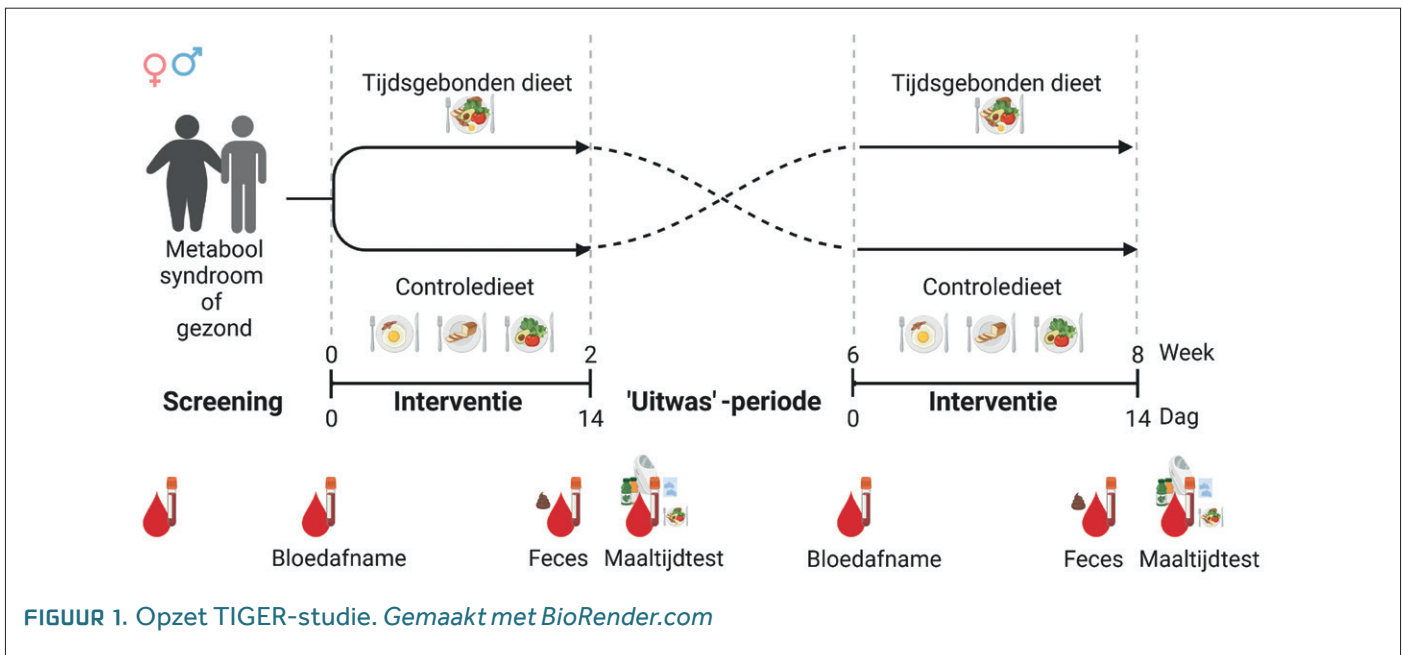 Tijdsgebonden dieet
Tijdsgebonden dieet
Metabool
syndroom
of
gezond
Controledieet
Controledieet
0 2 6 8 Week
Screening Interventie 'Uitwas' -periode Interventie
0 14 0 14 Dag
Bloedafname Feces Maaltijdtest Bloedafname Feces Maaltijdtest
FIGUUR 1. Opzet TIGER-studie. Gemaakt met BioRender.com